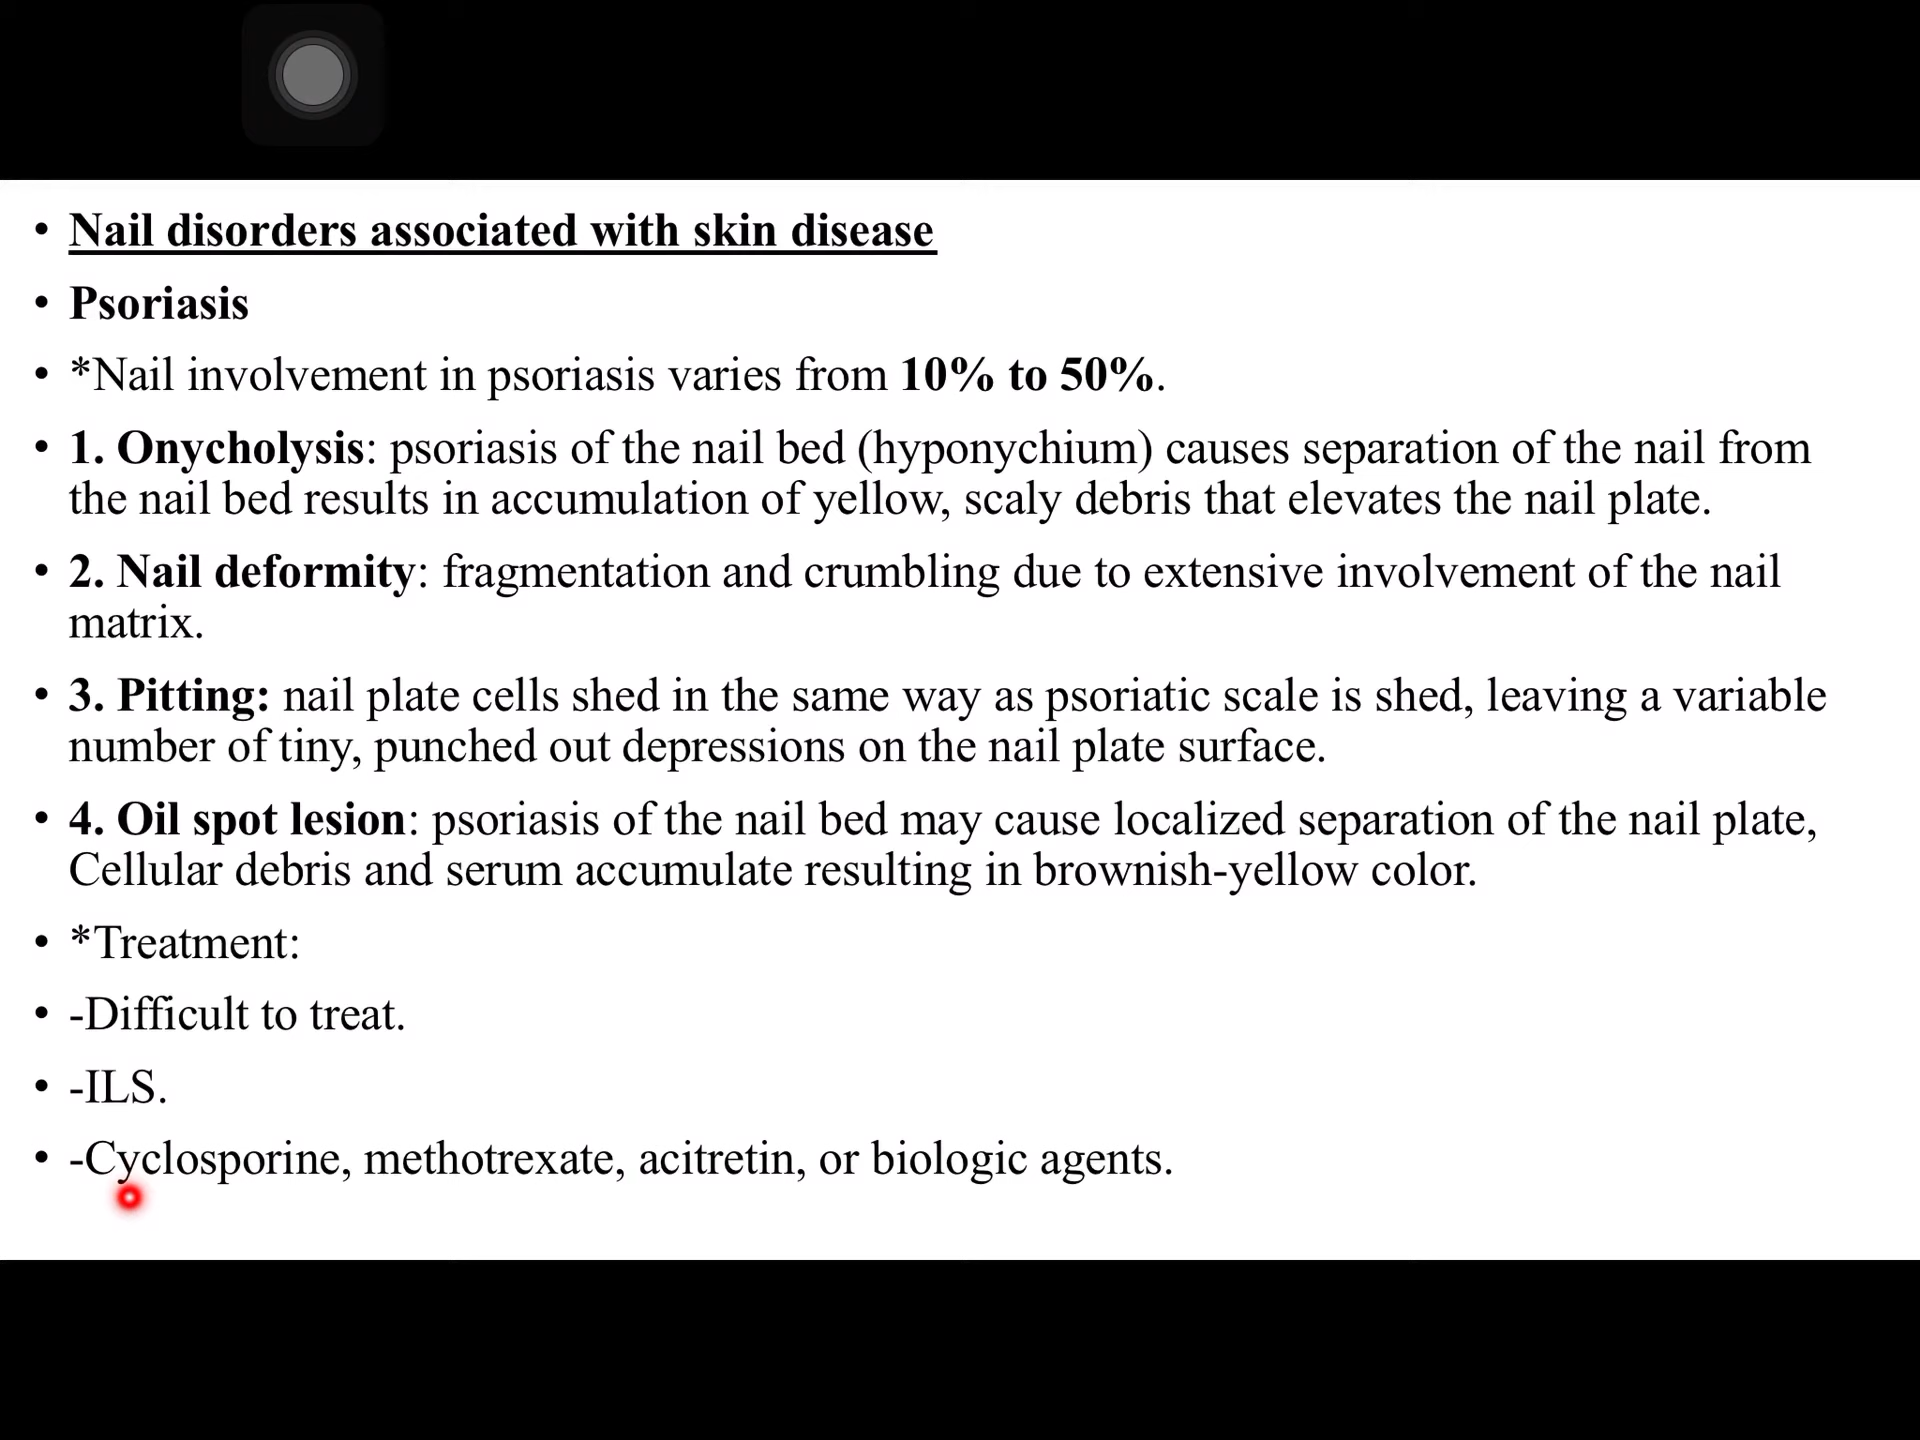 • Nail disorders associated with skin disease
• Psoriasis
• *Nail involvement in psoriasis varies from 10% to 50%.
• 1. Onycholysis: psoriasis of the nail bed (hyponychium) causes separation of the nail from
the nail bed results in accumulation of yellow, scaly debris that elevates the nail plate.
• 2. Nail deformity: fragmentation and crumbling due to extensive involvement of the nail
matrix.
• 3. Pitting: nail plate cells shed in the same way as psoriatic scale is shed, leaving a variable
number of tiny, punched out depressions on the nail plate surface.
• 4. Oil spot lesion: psoriasis of the nail bed may cause localized separation of the nail plate,
Cellular debris and serum accumulate resulting in brownish-yellow color.
• *Treatment:
• -Difficult to treat.
• -ILS.
• -Cyclosporine, methotrexate, acitretin, or biologic agents.